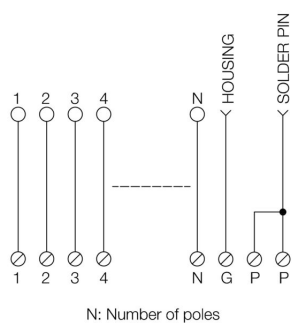 HOUSING
SOLDER PIN
1 2 3 4 N
1 2 3 4 N G P P
N: Number of poles